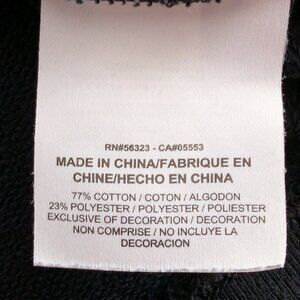 RN#56323 - CA#05553
MADE IN CHINA/FABRIQUE EN
CHINE/HECHO EN CHINA
77% COTTON / COTON / ALGODON
23% POLYESTER / POLYESTER / POLIESTER
EXCLUSIVE OF DECORATION / DECORATION
NON COMPRISE / NO INCLUYE LA
DECORACION